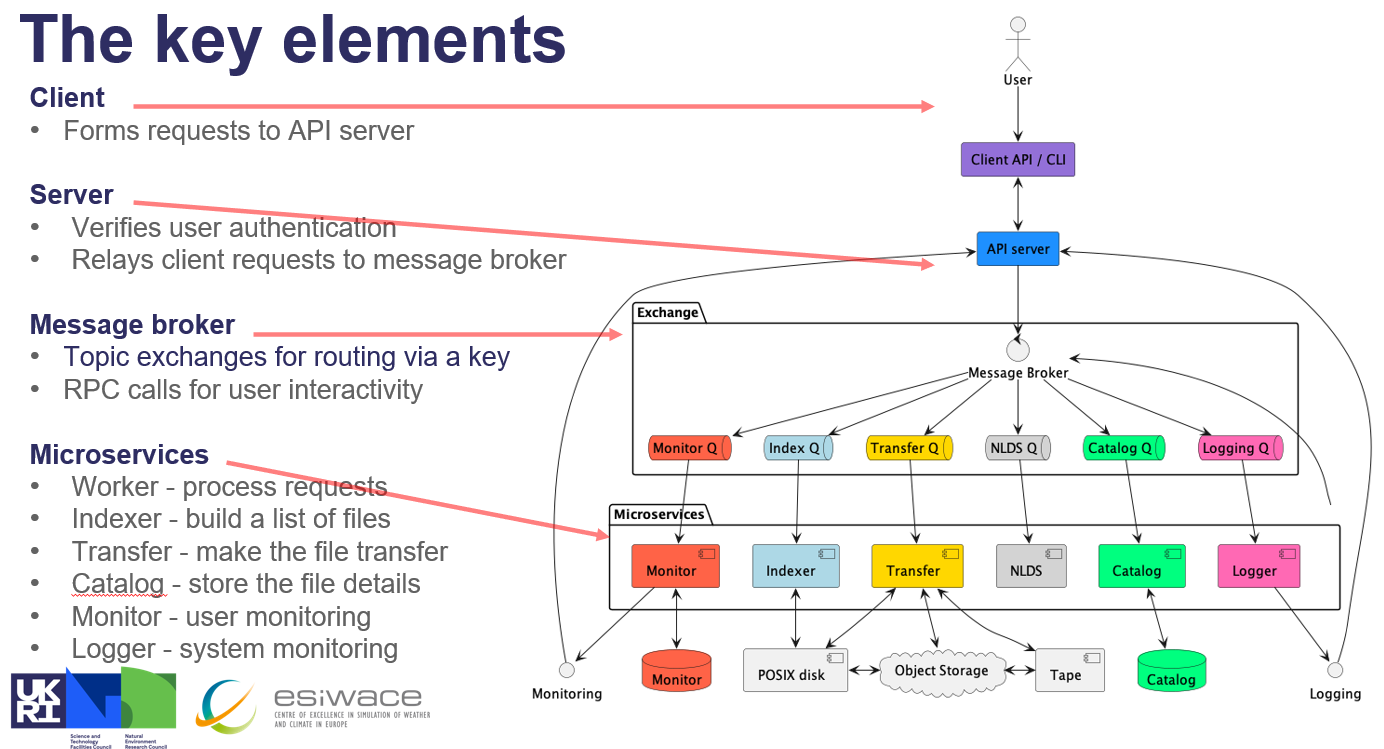 The key elements
Client
• Forms requests to API server
Server
• Verifies user authentication
• Relays client requests to message broker
Message broker
• Topic exchanges for routing via a key
• RPC calls for user interactivity
Microservices
• Worker - process requests
• Indexer - build a list of files
• Transfer - make the file transfer
• Catalog - store the file details
• Monitor - user monitoring
• Logger - system monitoring
UK
RI
Science and
Technology
Facilities Council
Natural
Environment
Research Council
esiwace
CENTRE OF EXCELLENCE IN SIMULATION OF WEATHER
AND CLIMATE IN EUROPE
User
Client API / CLI
API server
Exchange
Message Broker
Monitor Q
Index Q
Transfer Q
NLDS Q
Catalog Q
Logging Q
Microservices
Monitor
Indexer
Transfer
NLDS
Catalog
Logger
Monitoring
Monitor
POSIX disk
Object Storage
Tape
Catalog
Logging